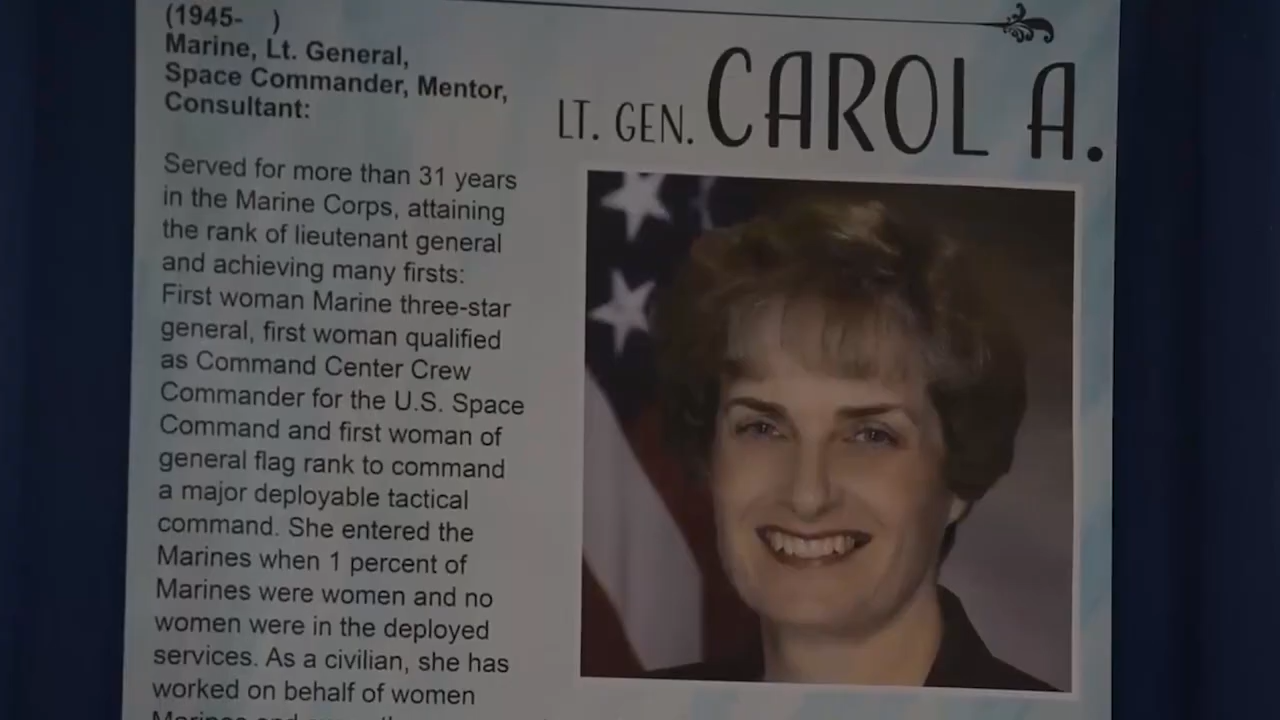 (1945- )
Marine, Lt. General,
Space Commander, Mentor,
Consultant:
Served for more than 31 years
in the Marine Corps, attaining
the rank of lieutenant general
and achieving many firsts:
First woman Marine three-star
general, first woman qualified
as Command Center Crew
Commander for the U.S. Space
Command and first woman of
general flag rank to command
a major deployable tactical
command. She entered the
Marines when 1 percent of
Marines were women and no
women were in the deployed
services. As a civilian, she has
worked on behalf of women
Marines and
LT. GEN. CAROL A.